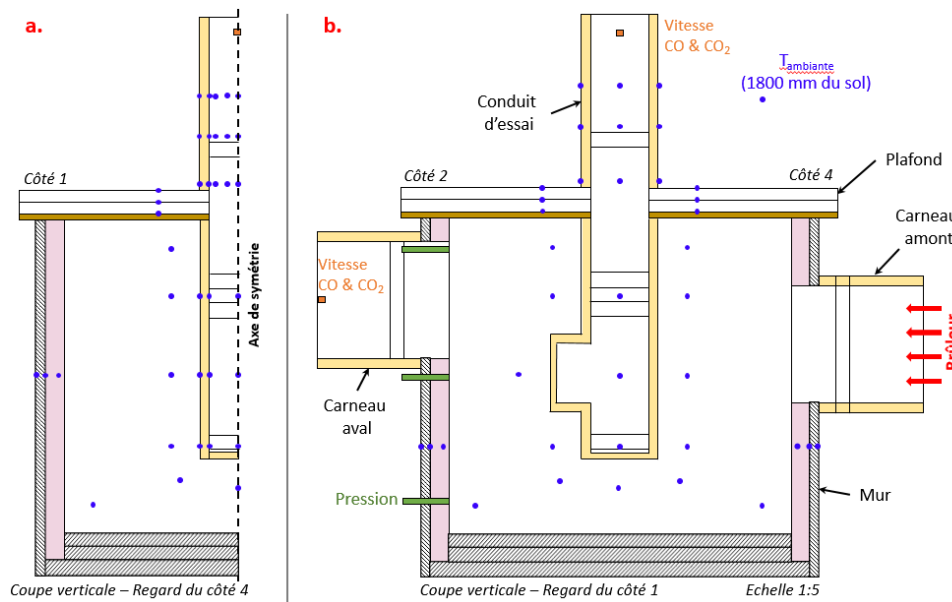 a.
Côté 1
Axe de symétrie
Coupe verticale – Regard du côté 4
b.
Vitesse
CO & CO₂
Tambiante
(1800 mm du sol)
Conduit
d'essai
Plafond
Côté 2
Côté 4
Carneau
amont
Vitesse
CO & CO₂
Brûleur
Carneau
aval
Pression
Mur
Coupe verticale – Regard du côté 1
Echelle 1:5